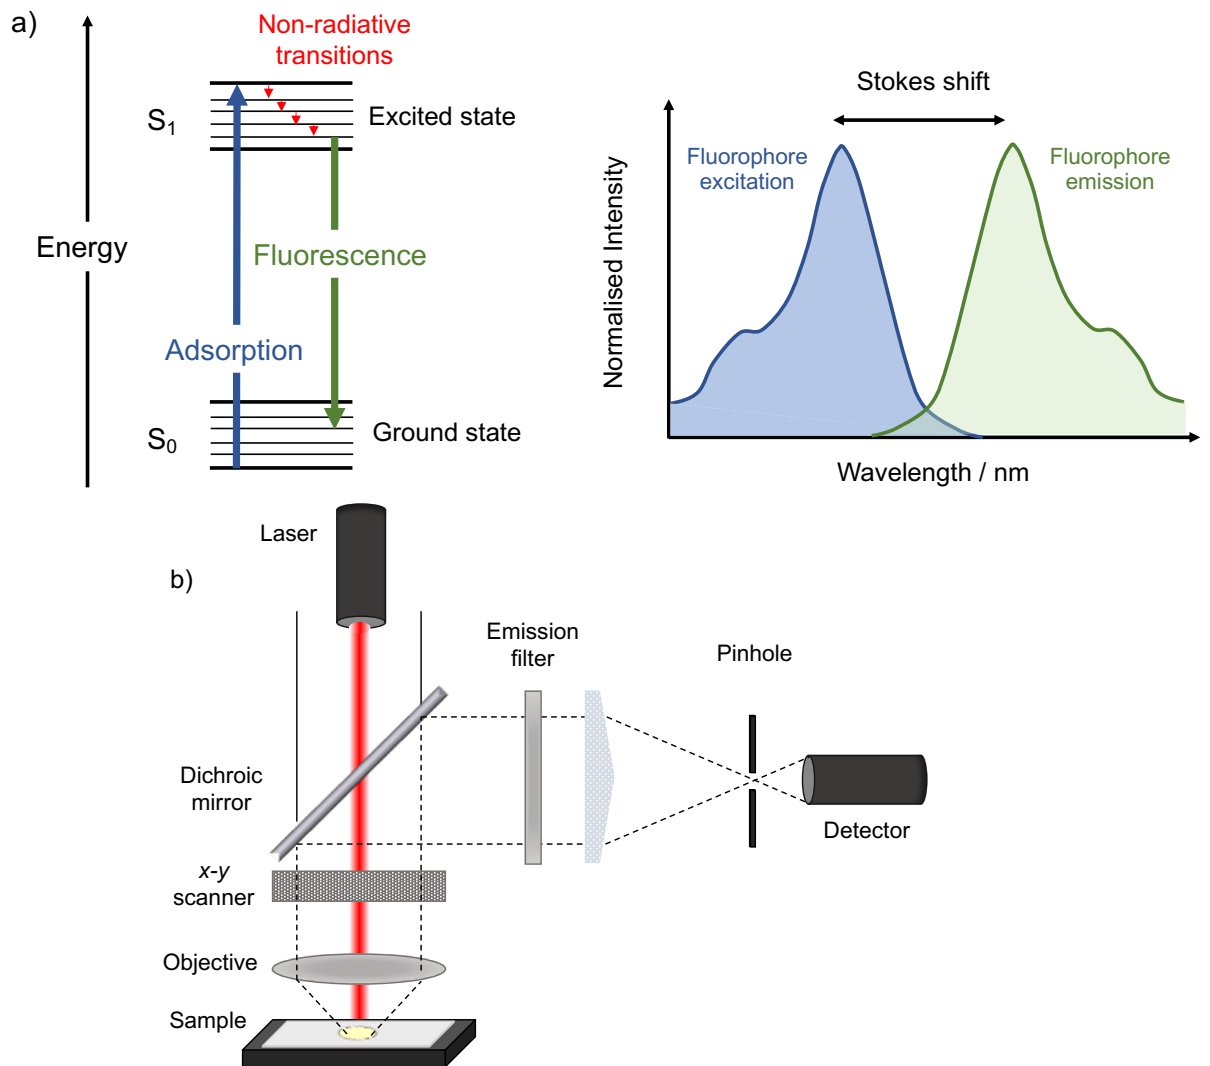 a)
Non-radiative
transitions
S1
Excited state
Energy
Fluorescence
Adsorption
S0
Ground state
Stokes shift
Fluorophore
excitation
Fluorophore
emission
Normalised Intensity
Wavelength / nm
b)
Laser
Emission
filter
Pinhole
Dichroic
mirror
Detector
x-y
scanner
Objective
Sample